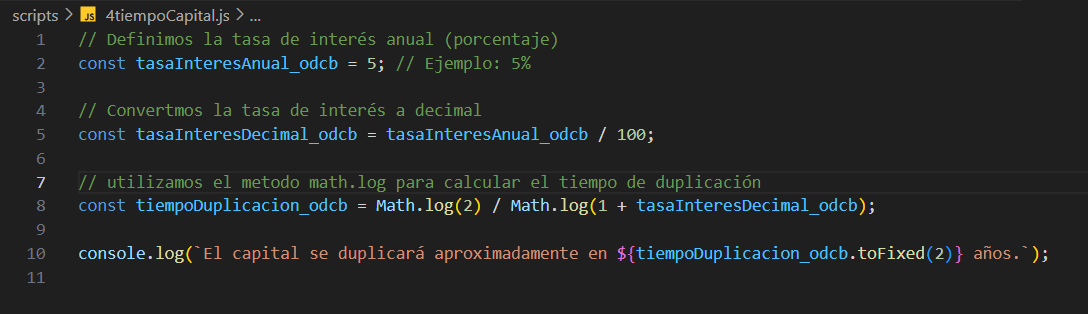 scripts > JS 4tiempoCapital.js > ...
1 // Definimos la tasa de interés anual (porcentaje)
2 const tasaInteresAnual_odcb = 5; // Ejemplo: 5%
3
4 // Convertmos la tasa de interés a decimal
5 const tasaInteresDecimal_odcb = tasaInteresAnual_odcb / 100;
6
7 // utilizamos el metodo math.log para calcular el tiempo de duplicación
8 const tiempoDuplicacion_odcb = Math.log(2) / Math.log(1 + tasaInteresDecimal_odcb);
9
10 console.log(`El capital se duplicará aproximadamente en ${tiempoDuplicacion_odcb.toFixed(2)} años.`);
11